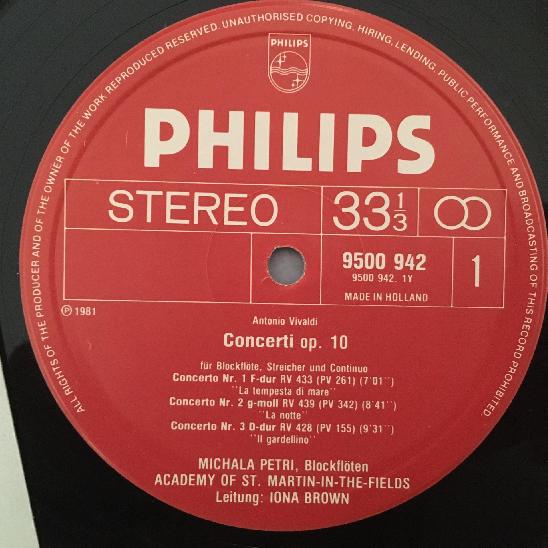 ALL RIGHTS OF THE PRODUCER AND OF THE OWNER OF THE WORK REPRODUCED RESERVED. UNAUTHORISED COPYING, HIRING, LENDING, PUBLIC PERFORMANCE AND BROADCASTING OF THIS RECORD PROHIBITED
PHILIPS
PHILIPS
STEREO 33 1/3
9500 942 1
9500 942. 1Y
MADE IN HOLLAND
℗ 1981
Antonio Vivaldi
Concerti op. 10
für Blockflöte, Streicher und Continuo
Concerto Nr. 1 F-dur RV 433 (PV 261) (7'01'')
''La tempesta di mare''
Concerto Nr. 2 g-moll RV 439 (PV 342) (8'41'')
''La notte''
Concerto Nr. 3 D-dur RV 428 (PV 155) (9'31'')
''Il gardellino''
MICHALA PETRI, Blockflöten
ACADEMY OF ST. MARTIN-IN-THE-FIELDS
Leitung: IONA BROWN